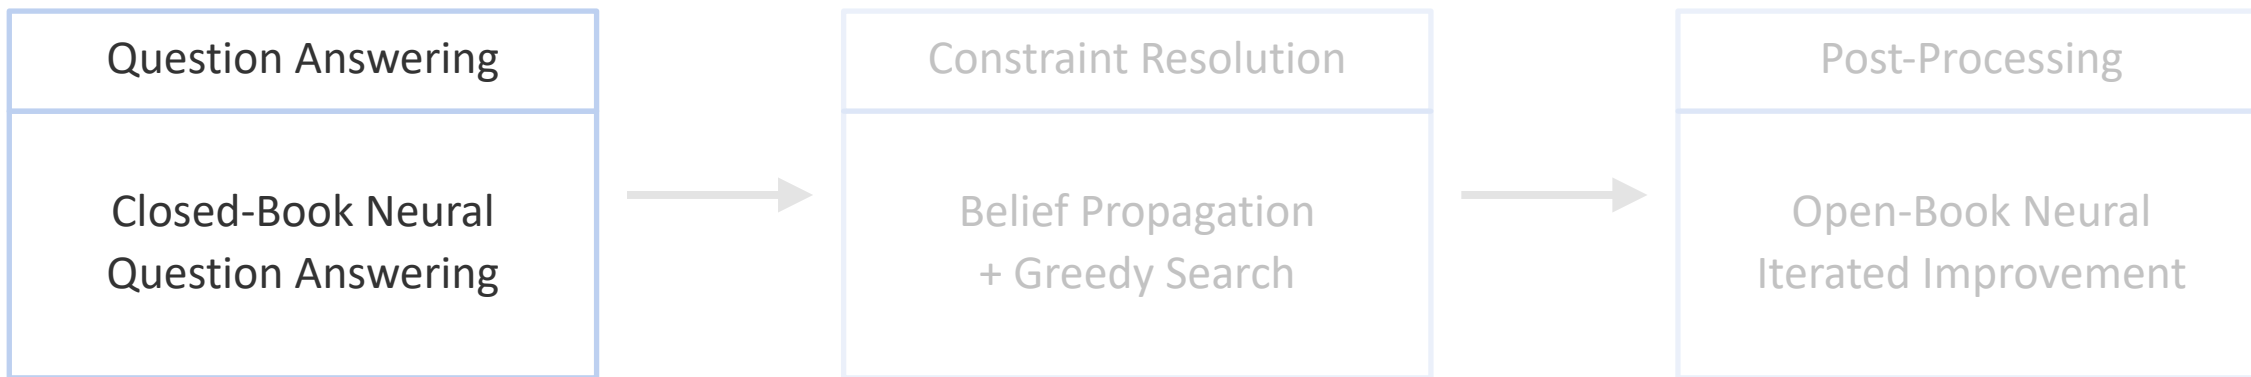 Question Answering
Closed-Book Neural
Question Answering
Constraint Resolution
Belief Propagation
+ Greedy Search
Post-Processing
Open-Book Neural
Iterated Improvement